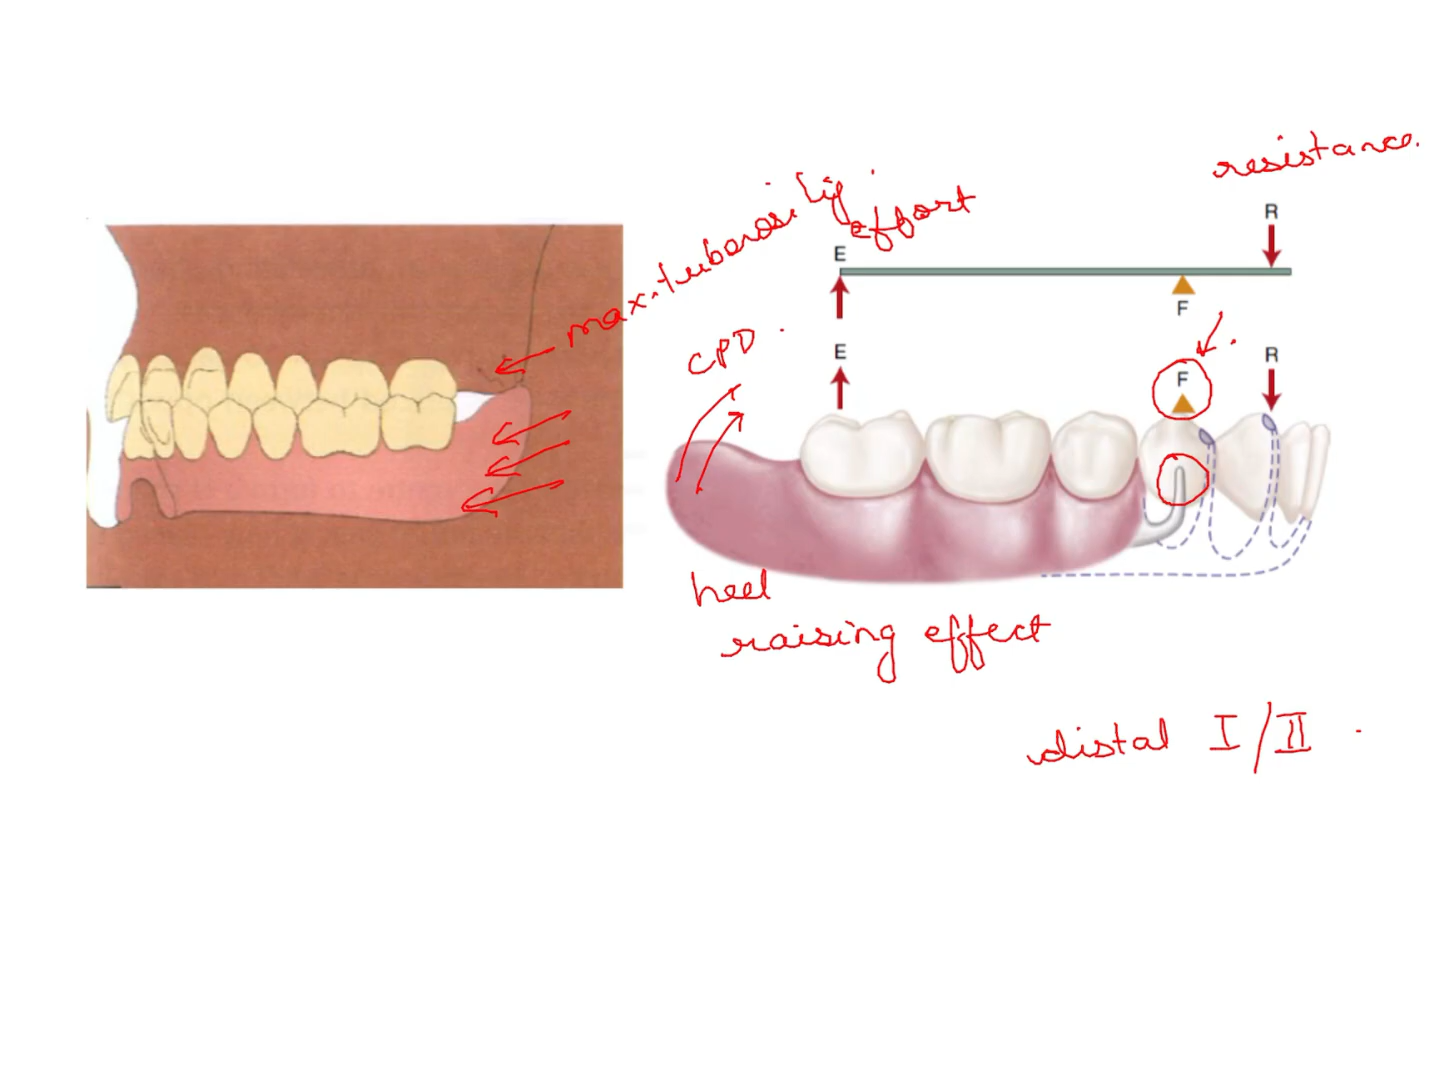 resistance.
max. tuberosity
effort
R
E
F
CPD
E
F
R
heel
raising effect
distal I/II